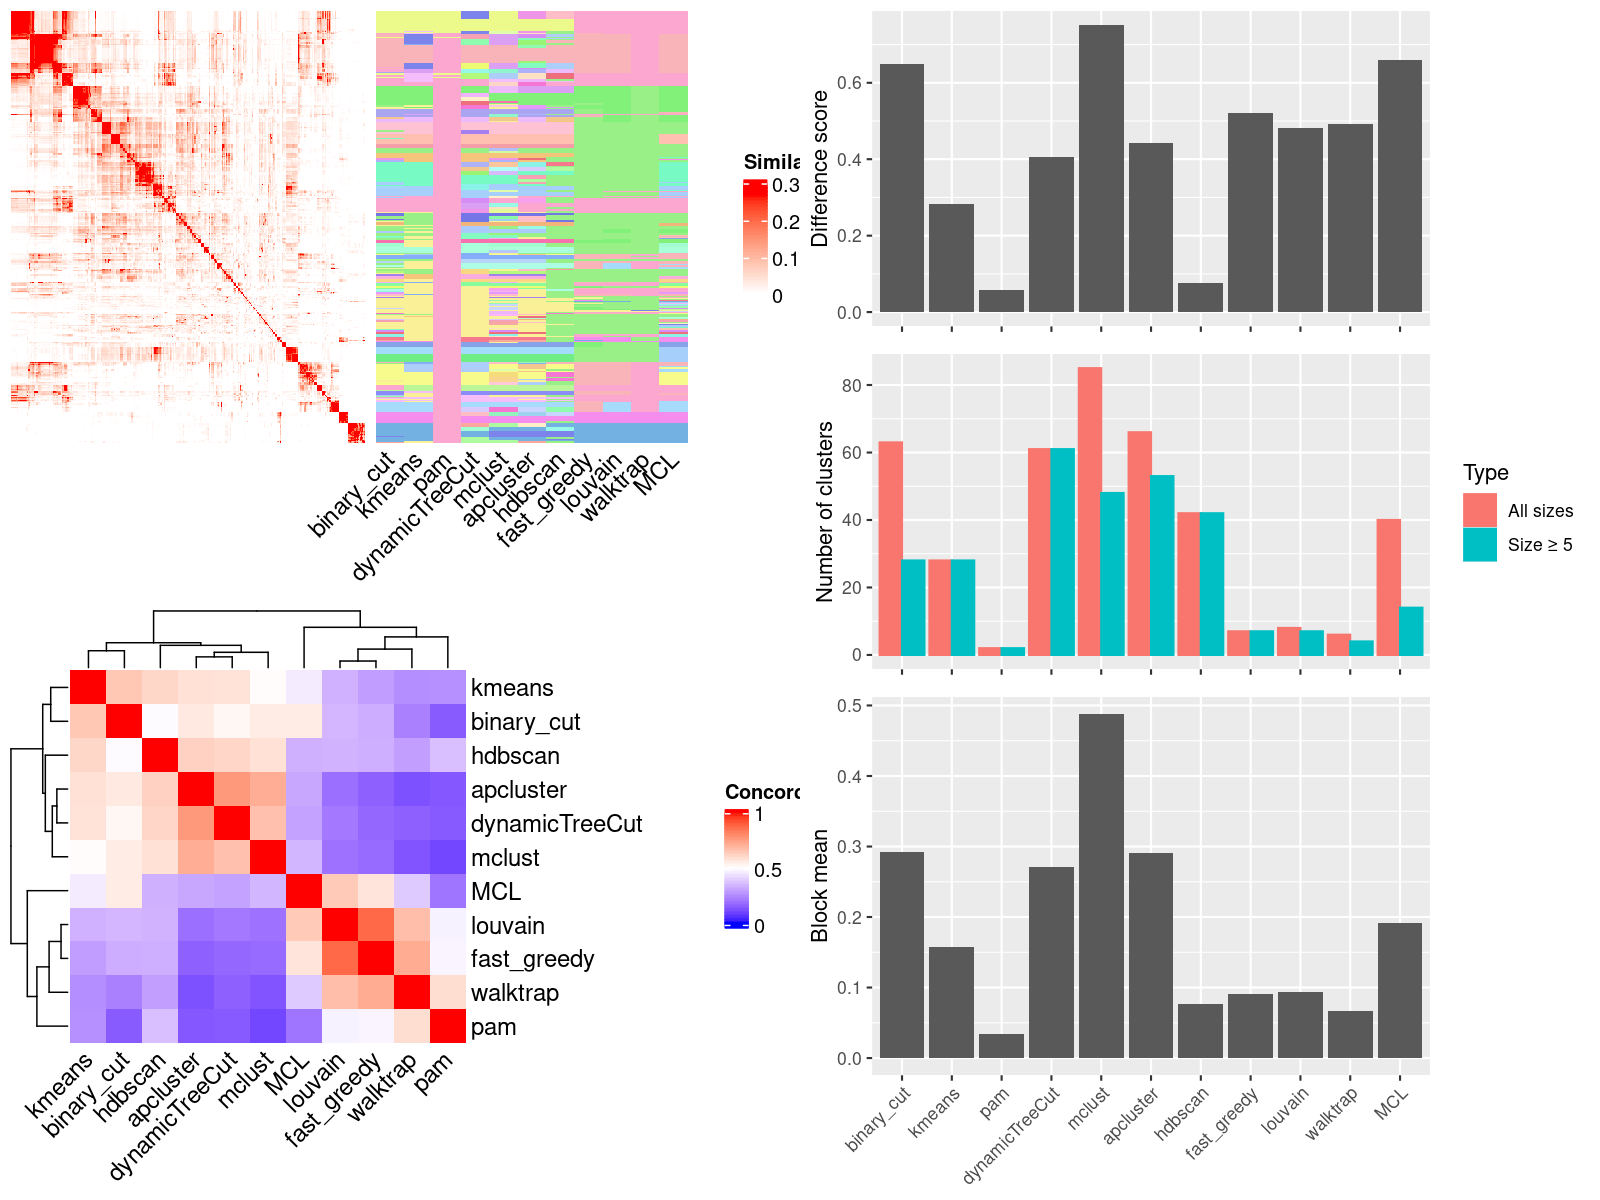 Simila
0.3
0.2
0.1
0
binary_cut
kmeans
pam
dynamicTreeCut
mclust
apcluster
hdbscan
fast_greedy
louvain
walktrap
MCL
kmeans
binary_cut
hdbscan
apcluster
dynamicTreeCut
mclust
MCL
louvain
fast_greedy
walktrap
pam
kmeans
binary_cut
hdbscan
apcluster
dynamicTreeCut
mclust
MCL
louvain
fast_greedy
walktrap
pam
Concord
1
0.5
0
Difference score
0.6
0.4
0.2
0.0
Number of clusters
80
60
40
20
0
Type
All sizes
Size ≥ 5
Block mean
0.5
0.4
0.3
0.2
0.1
0.0
binary_cut
kmeans
pam
dynamicTreeCut
mclust
apcluster
hdbscan
fast_greedy
louvain
walktrap
MCL